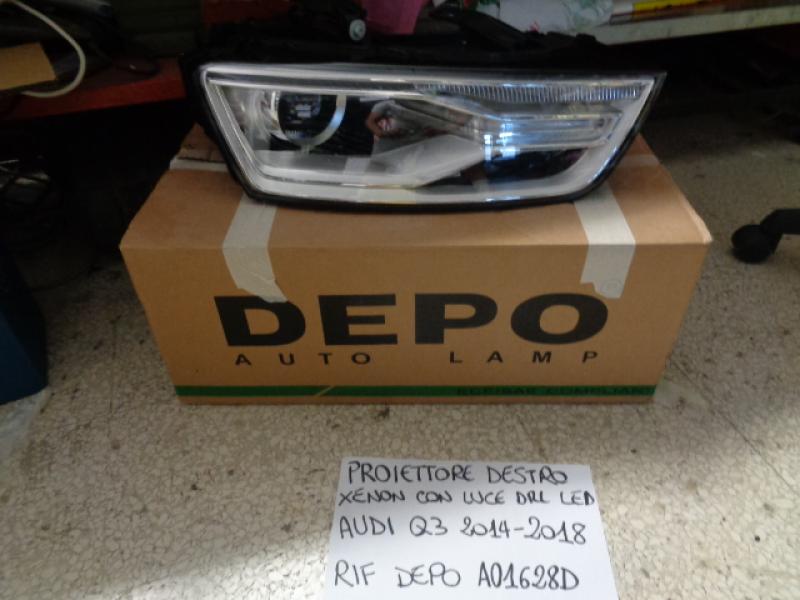 DEPO
AUTO LAMP
PROIETTORE DESTRO
XENON CON LUCE DRL LED
AUDI Q3 2014-2018
RIF DEPO A01628D